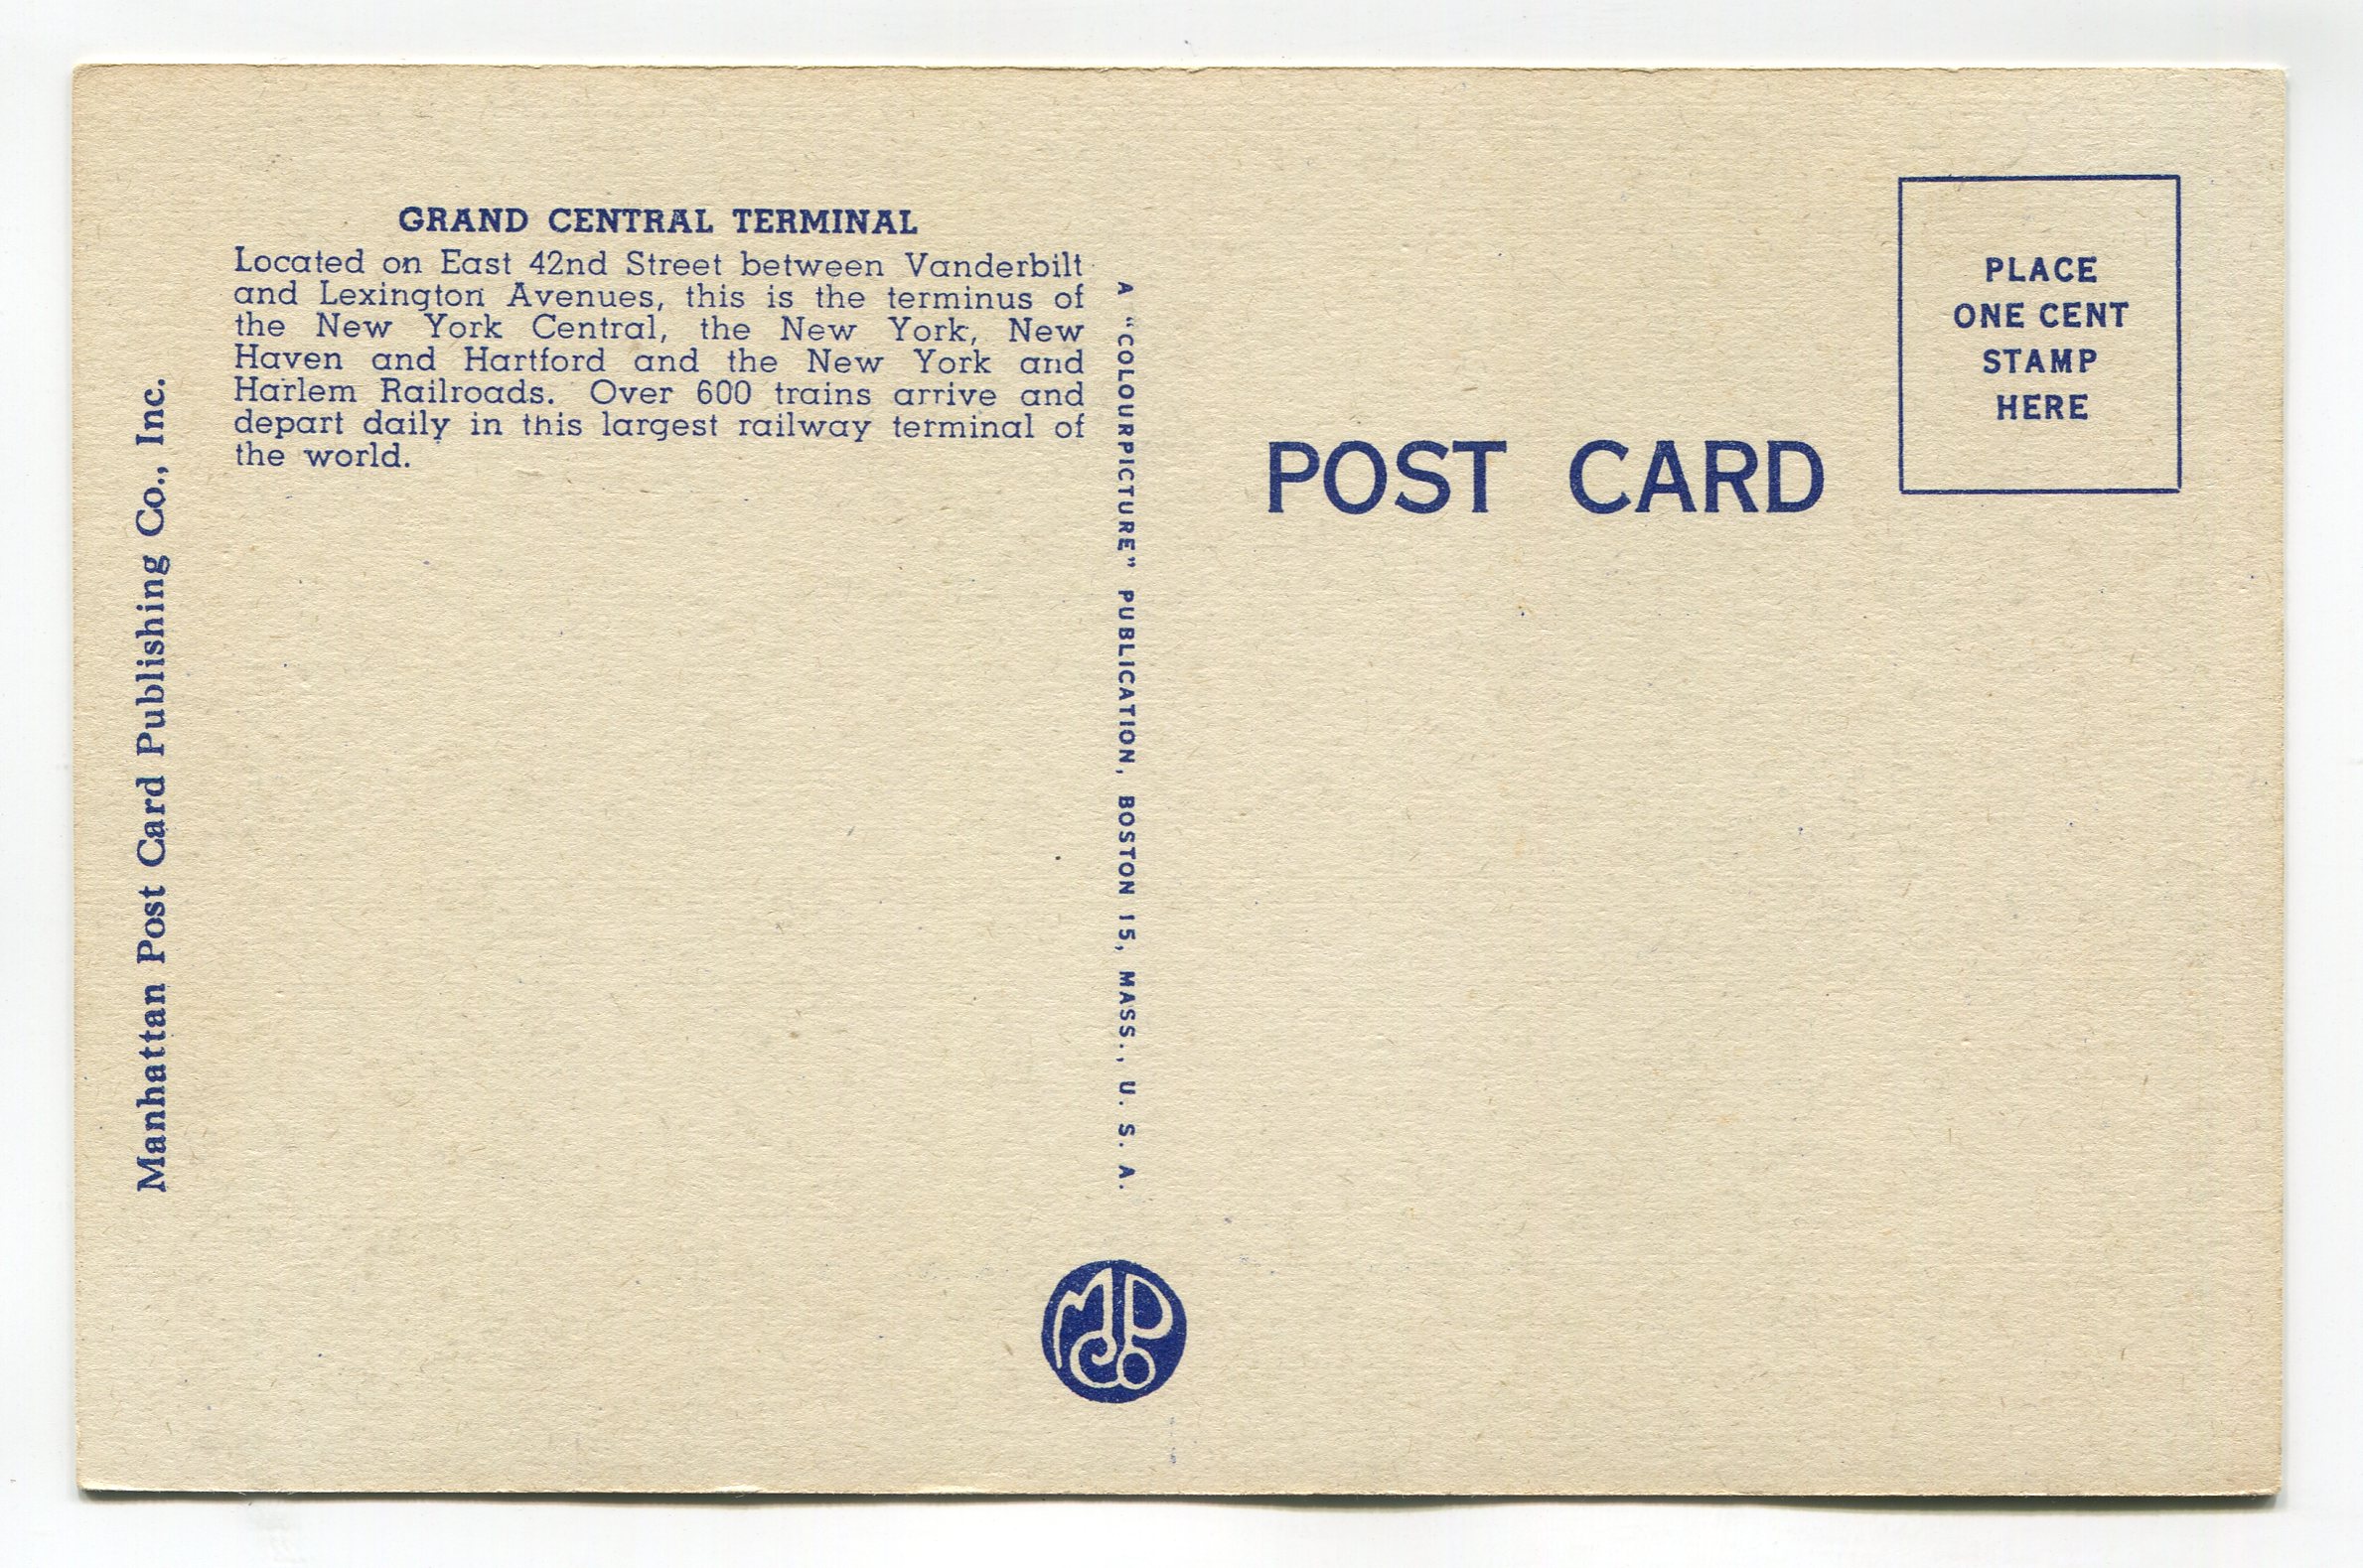 GRAND CENTRAL TERMINAL
Located on East 42nd Street between Vanderbilt
and Lexington Avenues, this is the terminus of
the New York Central, the New York, New
Haven and Hartford and the New York and
Harlem Railroads. Over 600 trains arrive and
depart daily in this largest railway terminal of
the world.
Manhattan Post Card Publishing Co., Inc.
A "COLOURPICTURE" PUBLICATION, BOSTON 15, MASS., U. S. A.
POST CARD
PLACE
ONE CENT
STAMP
HERE
MP
Co